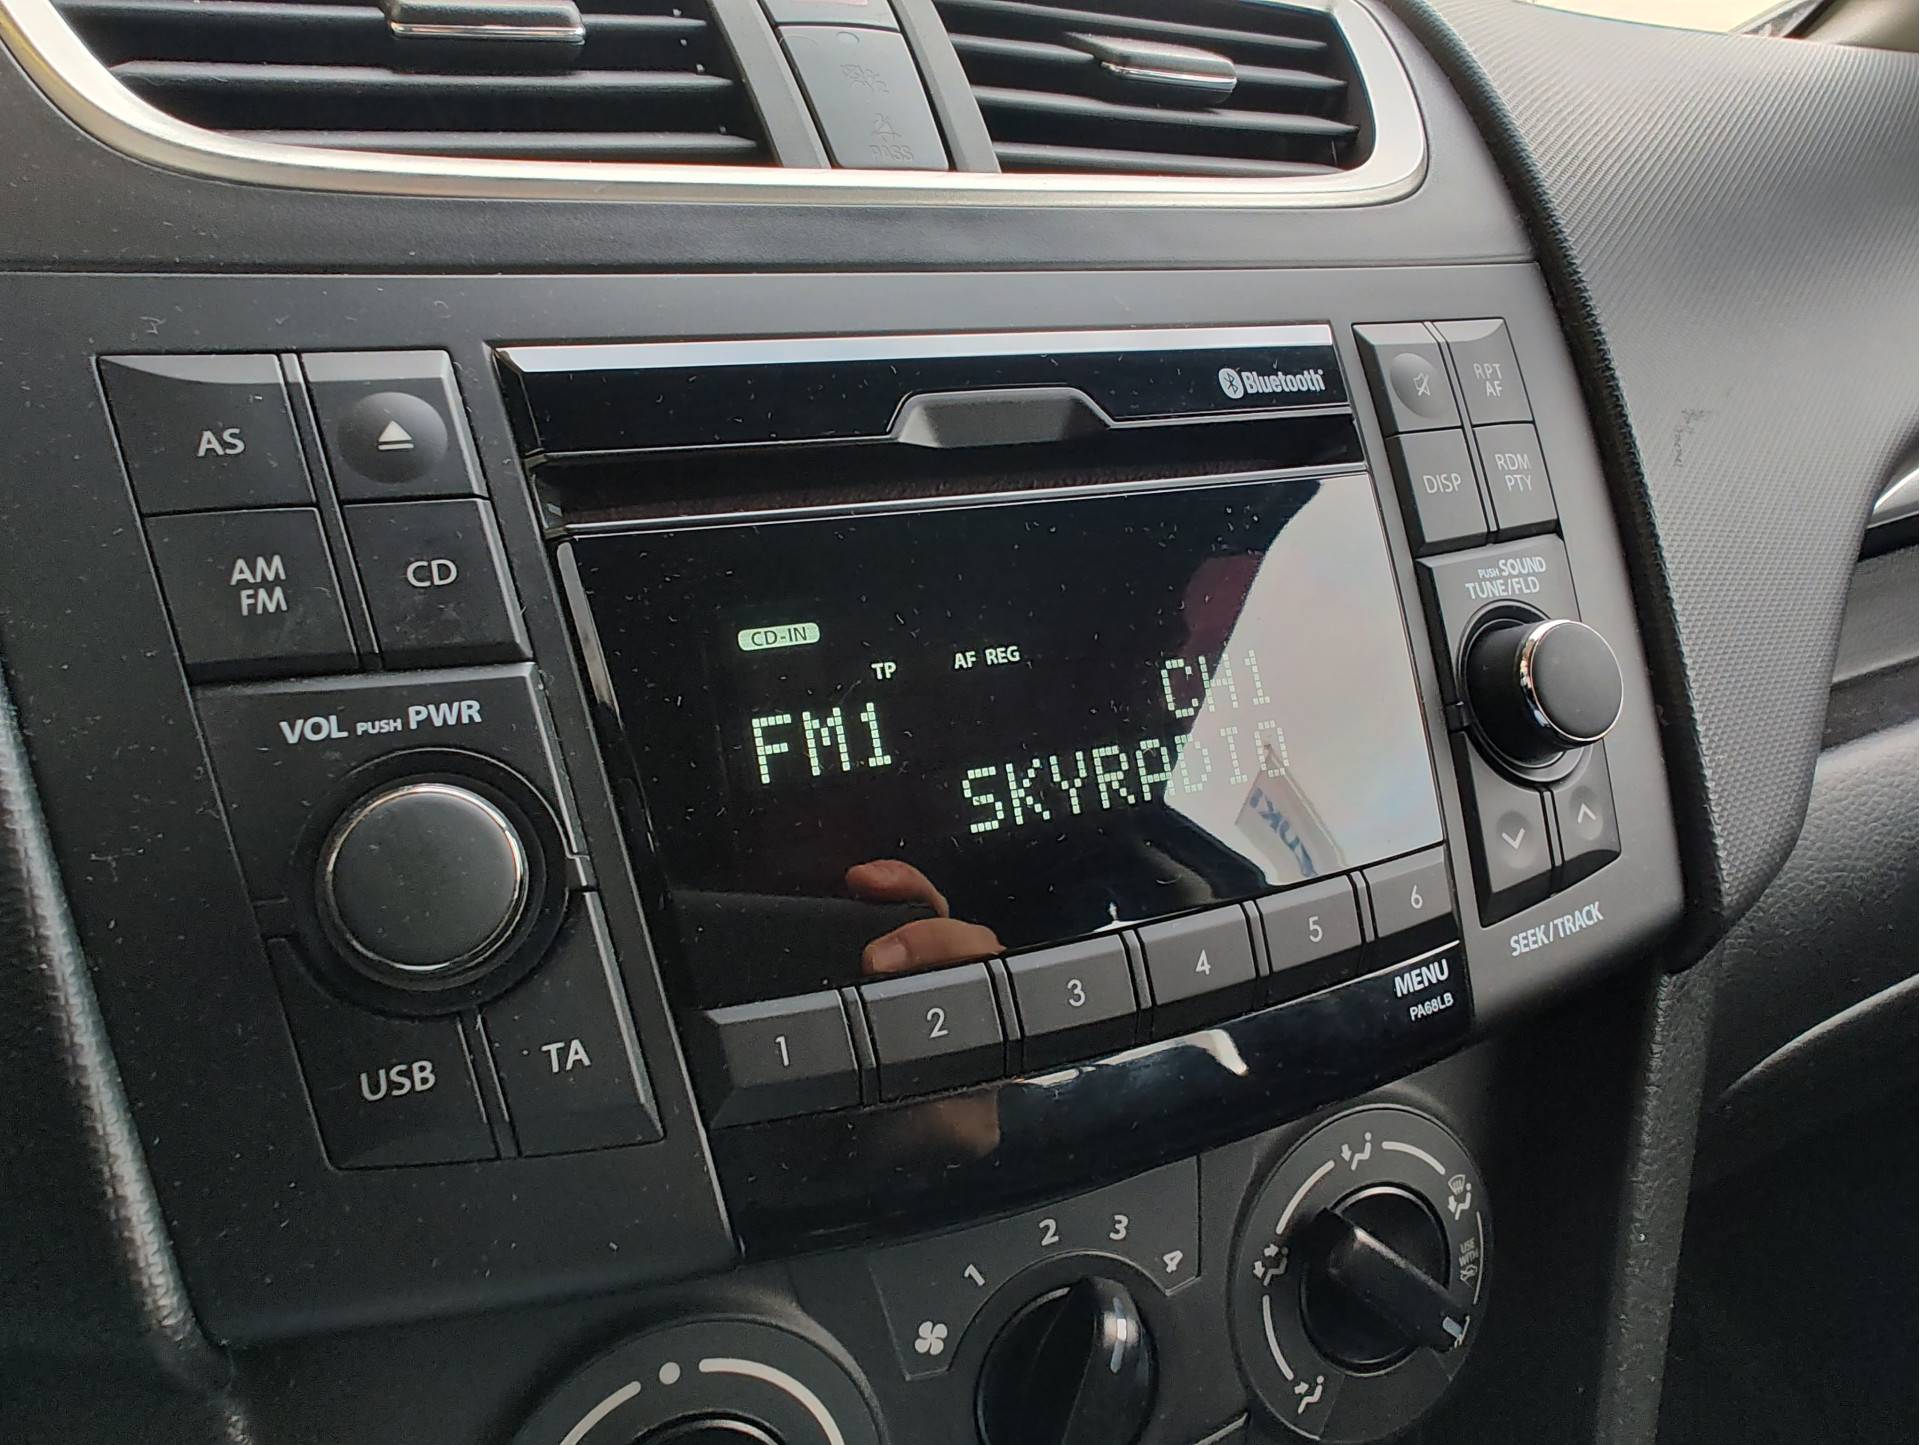 PASS
Bluetooth
AS
AM
FM
CD
RPT
AF
DISP
RDM
PTY
CD-IN
TP
AF REG
FM1
CH1
SKYRADIO
VOL PUSH PWR
PUSH SOUND
TUNE/FLD
USB
TA
1
2
3
4
5
6
MENU
PA68LB
SEEK/TRACK
1
2
3
4
USE
WITH